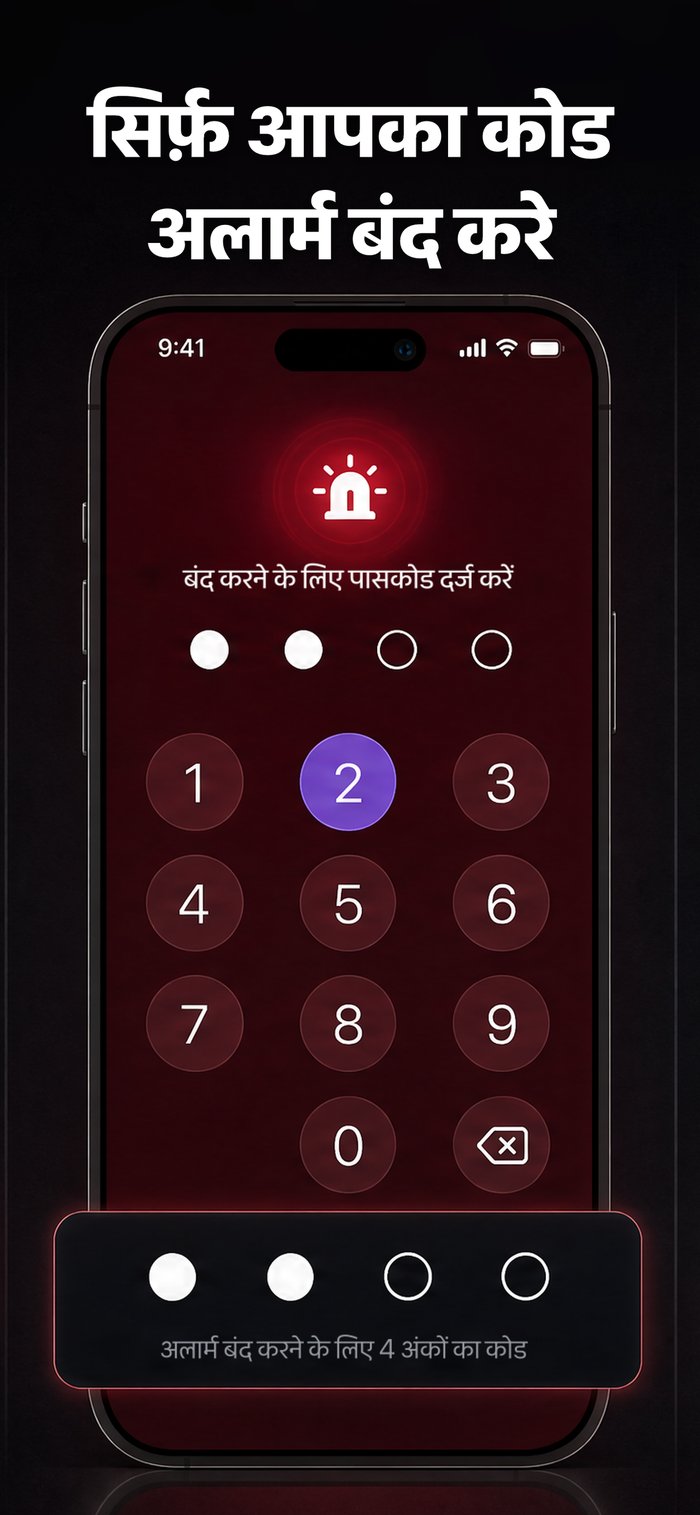 सिर्फ़ आपका कोड
अलार्म बंद करे
9:41
बंद करने के लिए पासकोड दर्ज करें
1 2 3
4 5 6
7 8 9
0
अलार्म बंद करने के लिए 4 अंकों का कोड